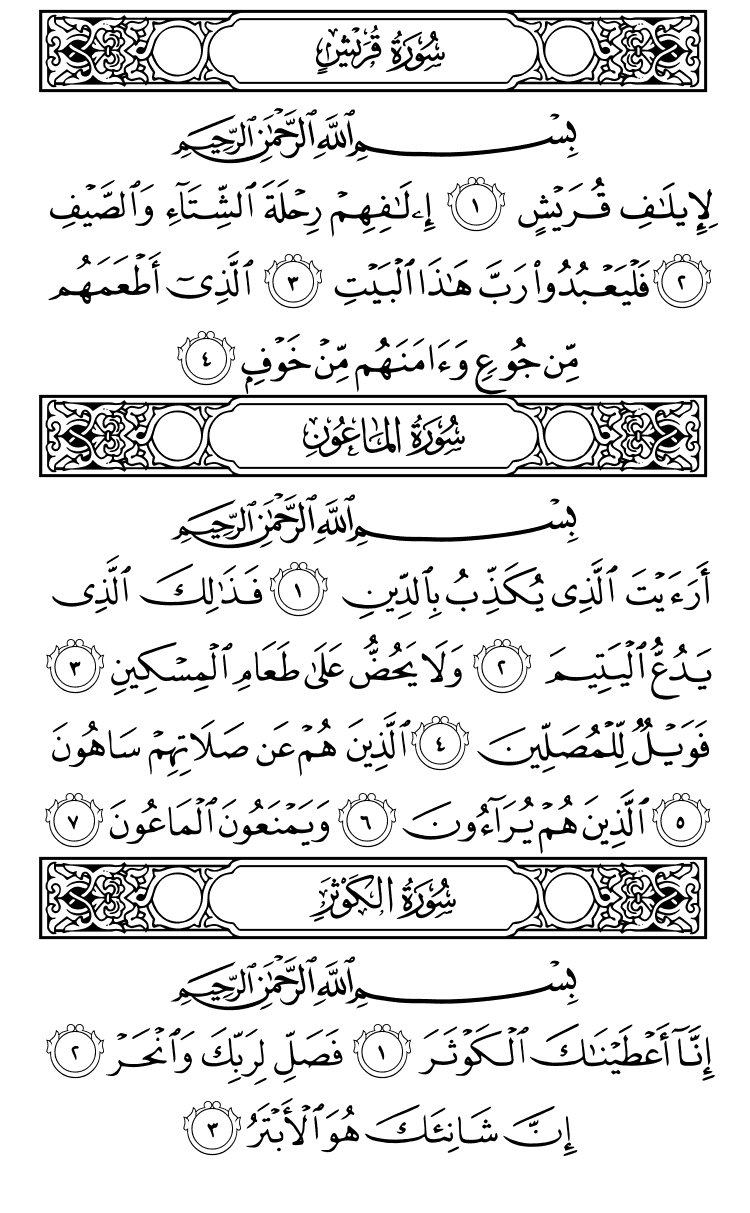 سُورَةُ قُرَيْشٍ
بِسْمِ ٱللَّهِ ٱلرَّحْمَٰنِ ٱلرَّحِيمِ
لِإِيلَٰفِ قُرَيْشٍ ١ إِۦلَٰفِهِمْ رِحْلَةَ ٱلشِّتَآءِ وَٱلصَّيْفِ
٢ فَلْيَعْبُدُوا۟ رَبَّ هَٰذَا ٱلْبَيْتِ ٣ ٱلَّذِىٓ أَطْعَمَهُم
مِّن جُوعٍ وَءَامَنَهُم مِّنْ خَوْفٍ ٤
سُورَةُ المَاعُونِ
بِسْمِ ٱللَّهِ ٱلرَّحْمَٰنِ ٱلرَّحِيمِ
أَرَءَيْتَ ٱلَّذِى يُكَذِّبُ بِٱلدِّينِ ١ فَذَٰلِكَ ٱلَّذِى
يَدُعُّ ٱلْيَتِيمَ ٢ وَلَا يَحُضُّ عَلَىٰ طَعَامِ ٱلْمِسْكِينِ ٣
فَوَيْلٌ لِّلْمُصَلِّينَ ٤ ٱلَّذِينَ هُمْ عَن صَلَاتِهِمْ سَاهُونَ
٥ ٱلَّذِينَ هُمْ يُرَآءُونَ ٦ وَيَمْنَعُونَ ٱلْمَاعُونَ ٧
سُورَةُ الكَوْثَرِ
بِسْمِ ٱللَّهِ ٱلرَّحْمَٰنِ ٱلرَّحِيمِ
إِنَّآ أَعْطَيْنَٰكَ ٱلْكَوْثَرَ ١ فَصَلِّ لِرَبِّكَ وَٱنْحَرْ ٢
إِنَّ شَانِئَكَ هُوَ ٱلْأَبْتَرُ ٣